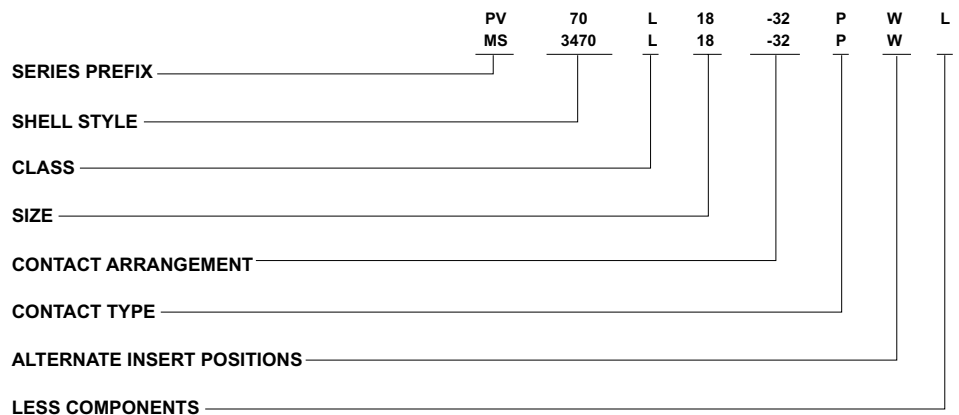 PV 70 L 18 -32 P W L
MS 3470 L 18 -32 P W
SERIES PREFIX
SHELL STYLE
CLASS
SIZE
CONTACT ARRANGEMENT
CONTACT TYPE
ALTERNATE INSERT POSITIONS
LESS COMPONENTS